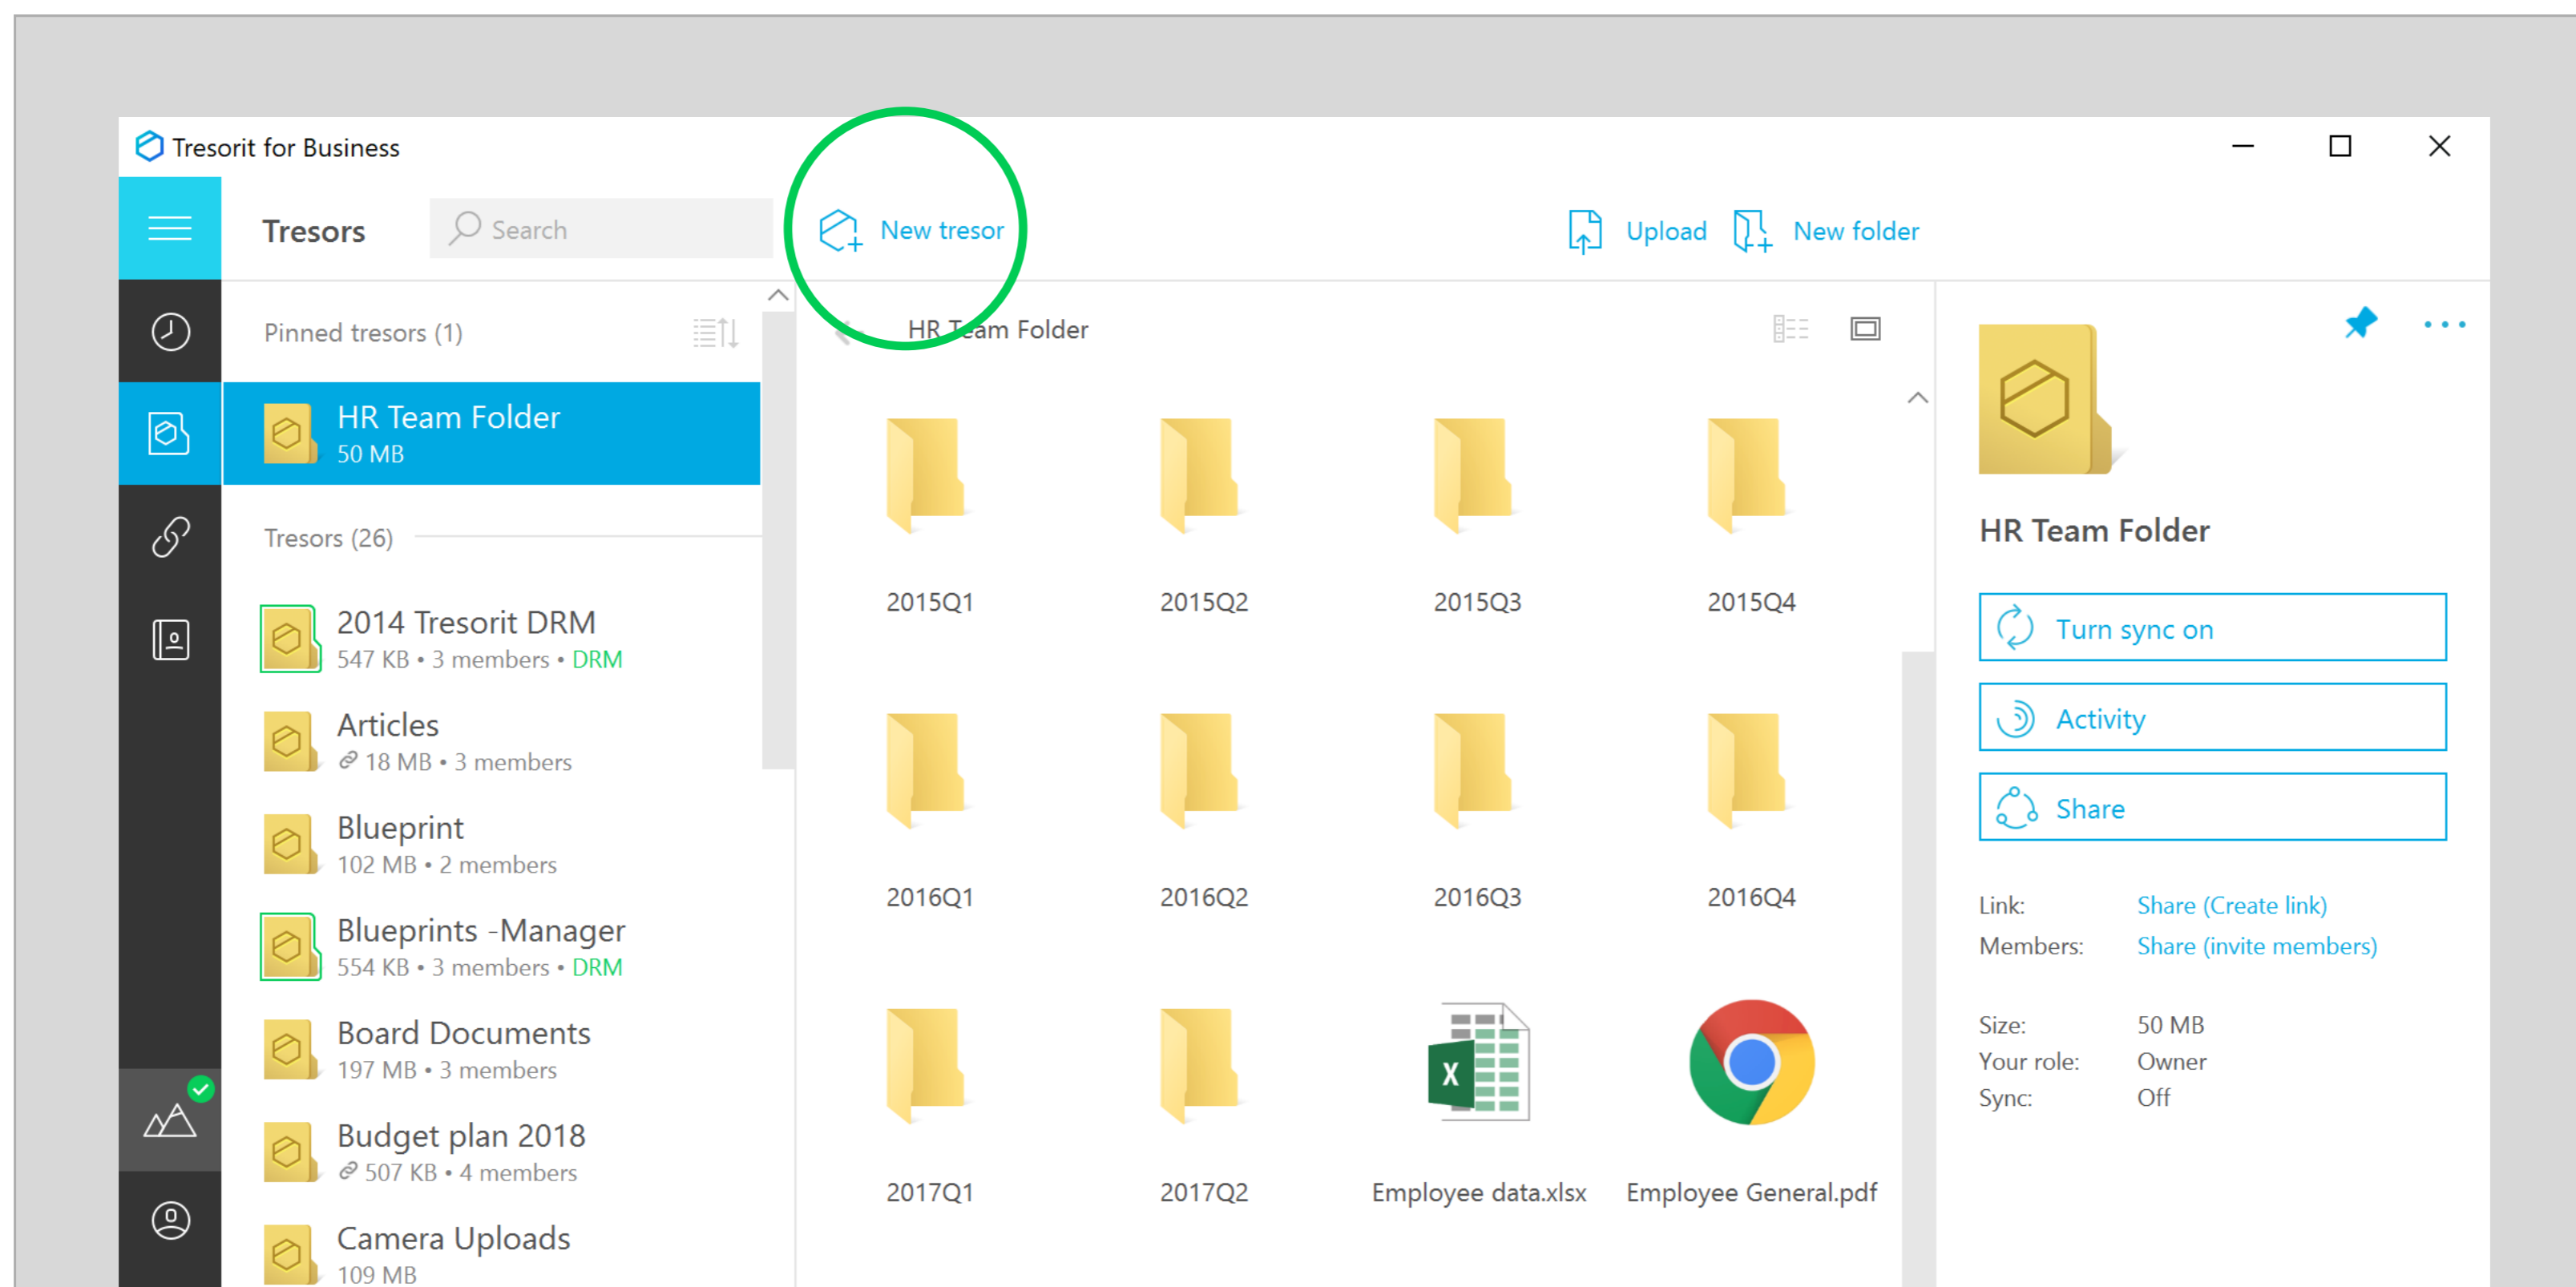 Tresorit for Business
Tresors
Search
New tresor
Upload
New folder
Pinned tresors (1)
HR Team Folder
50 MB
Tresors (26)
2014 Tresorit DRM
547 KB • 3 members • DRM
Articles
18 MB • 3 members
Blueprint
102 MB • 2 members
Blueprints -Manager
554 KB • 3 members • DRM
Board Documents
197 MB • 3 members
Budget plan 2018
507 KB • 4 members
Camera Uploads
109 MB
HR Team Folder
2015Q1 2015Q2 2015Q3 2015Q4
2016Q1 2016Q2 2016Q3 2016Q4
2017Q1 2017Q2 Employee data.xlsx Employee General.pdf
HR Team Folder
Turn sync on
Activity
Share
Link: Share (Create link)
Members: Share (invite members)
Size: 50 MB
Your role: Owner
Sync: Off